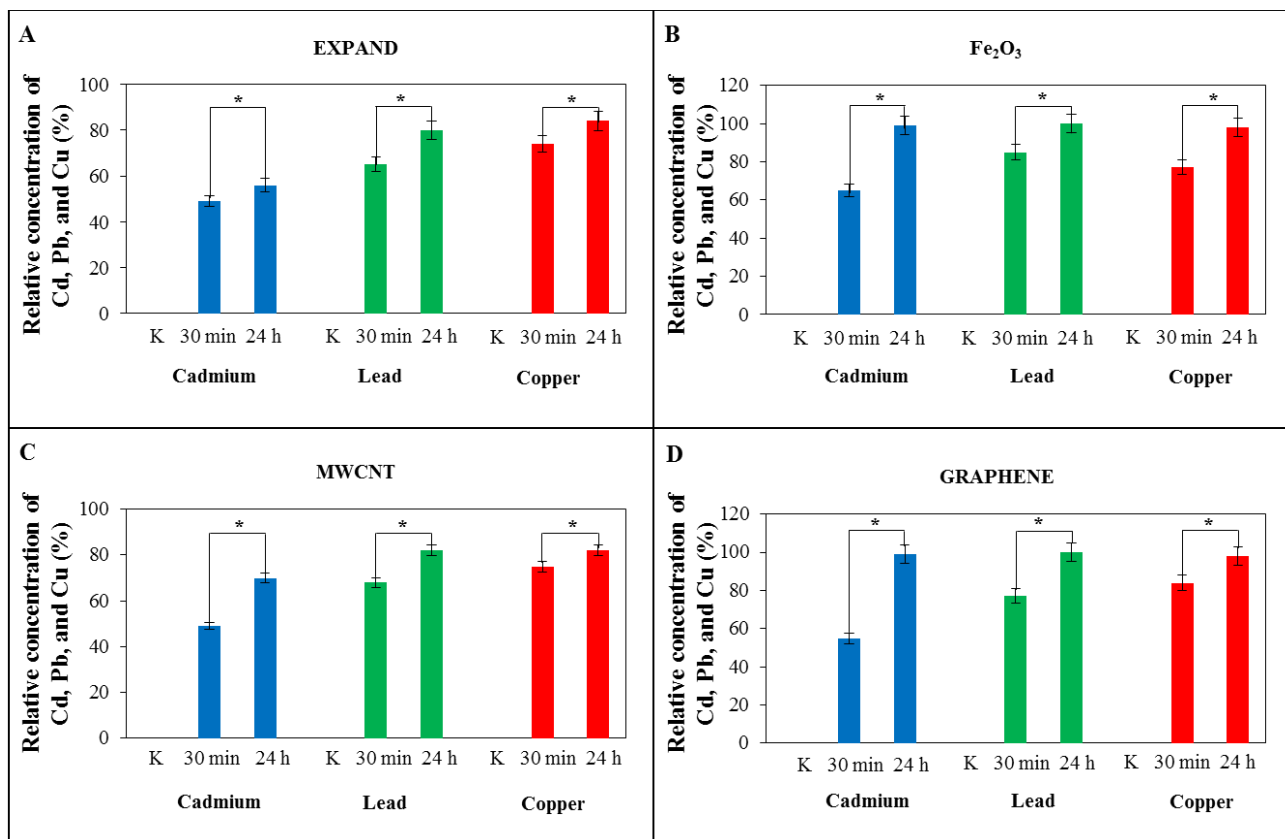 A
EXPAND
Relative concentration of
Cd, Pb, and Cu (%)
100
80
60
40
20
0
* * *
K 30 min 24 h K 30 min 24 h K 30 min 24 h
Cadmium Lead Copper
B
Fe₂O₃
Relative concentration of
Cd, Pb, and Cu (%)
120
100
80
60
40
20
0
* * *
K 30 min 24 h K 30 min 24 h K 30 min 24 h
Cadmium Lead Copper
C
MWCNT
Relative concentration of
Cd, Pb, and Cu (%)
100
80
60
40
20
0
* * *
K 30 min 24 h K 30 min 24 h K 30 min 24 h
Cadmium Lead Copper
D
GRAPHENE
Relative concentration of
Cd, Pb, and Cu (%)
120
100
80
60
40
20
0
* * *
K 30 min 24 h K 30 min 24 h K 30 min 24 h
Cadmium Lead Copper